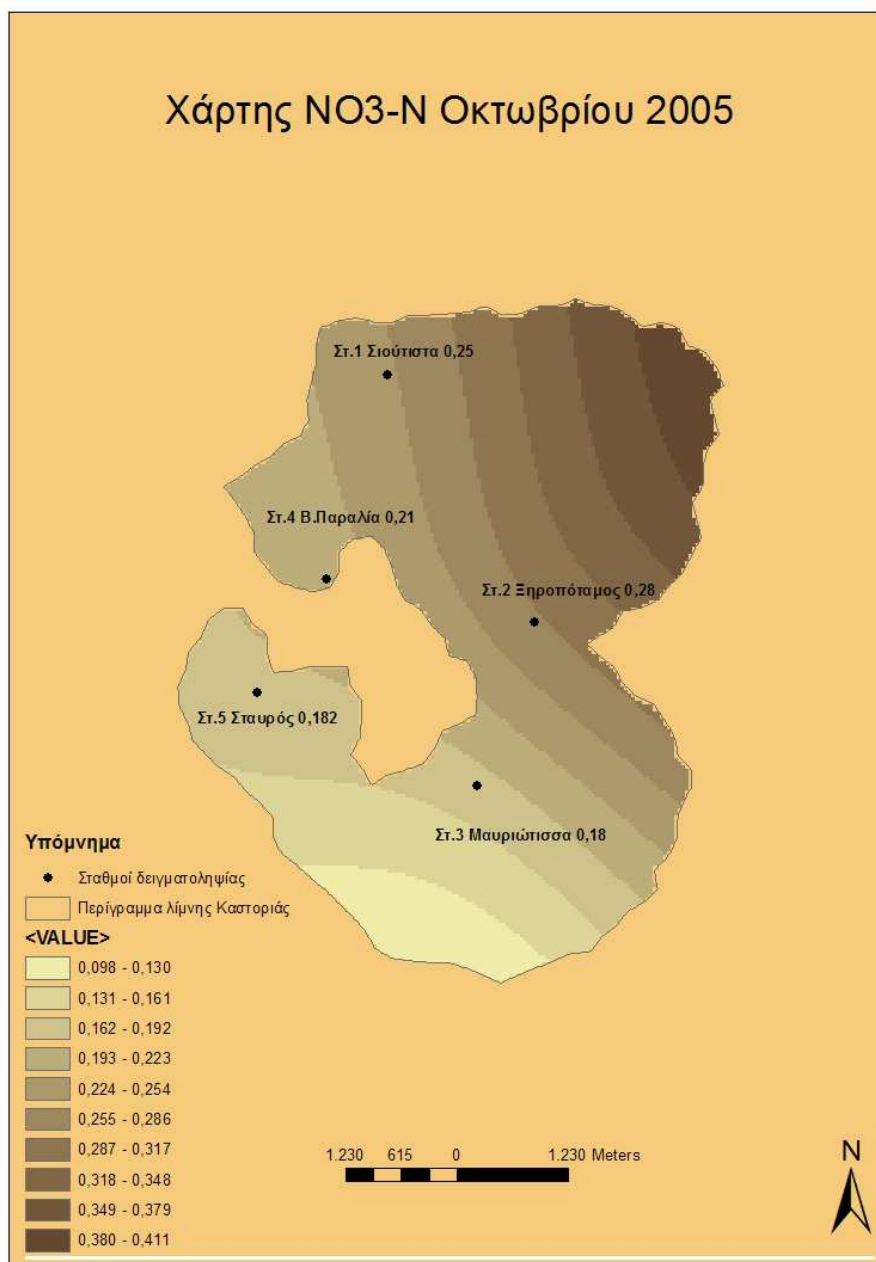 Χάρτης NO3-N Οκτωβρίου 2005
Στ.1 Σιούτιστα 0,25
Στ.4 Β.Παραλία 0,21
Στ.2 Ξηροπόταμος 0,28
Στ.5 Σταυρός 0,182
Στ.3 Μαυριώτισσα 0,18
Υπόμνημα
Σταθμοί δειγματοληψίας
Περίγραμμα λίμνης Καστοριάς
<VALUE>
0,098 - 0,130
0,131 - 0,161
0,162 - 0,192
0,193 - 0,223
0,224 - 0,254
0,255 - 0,286
0,287 - 0,317
0,318 - 0,348
0,349 - 0,379
0,380 - 0,411
1.230 615 0 1.230 Meters
N